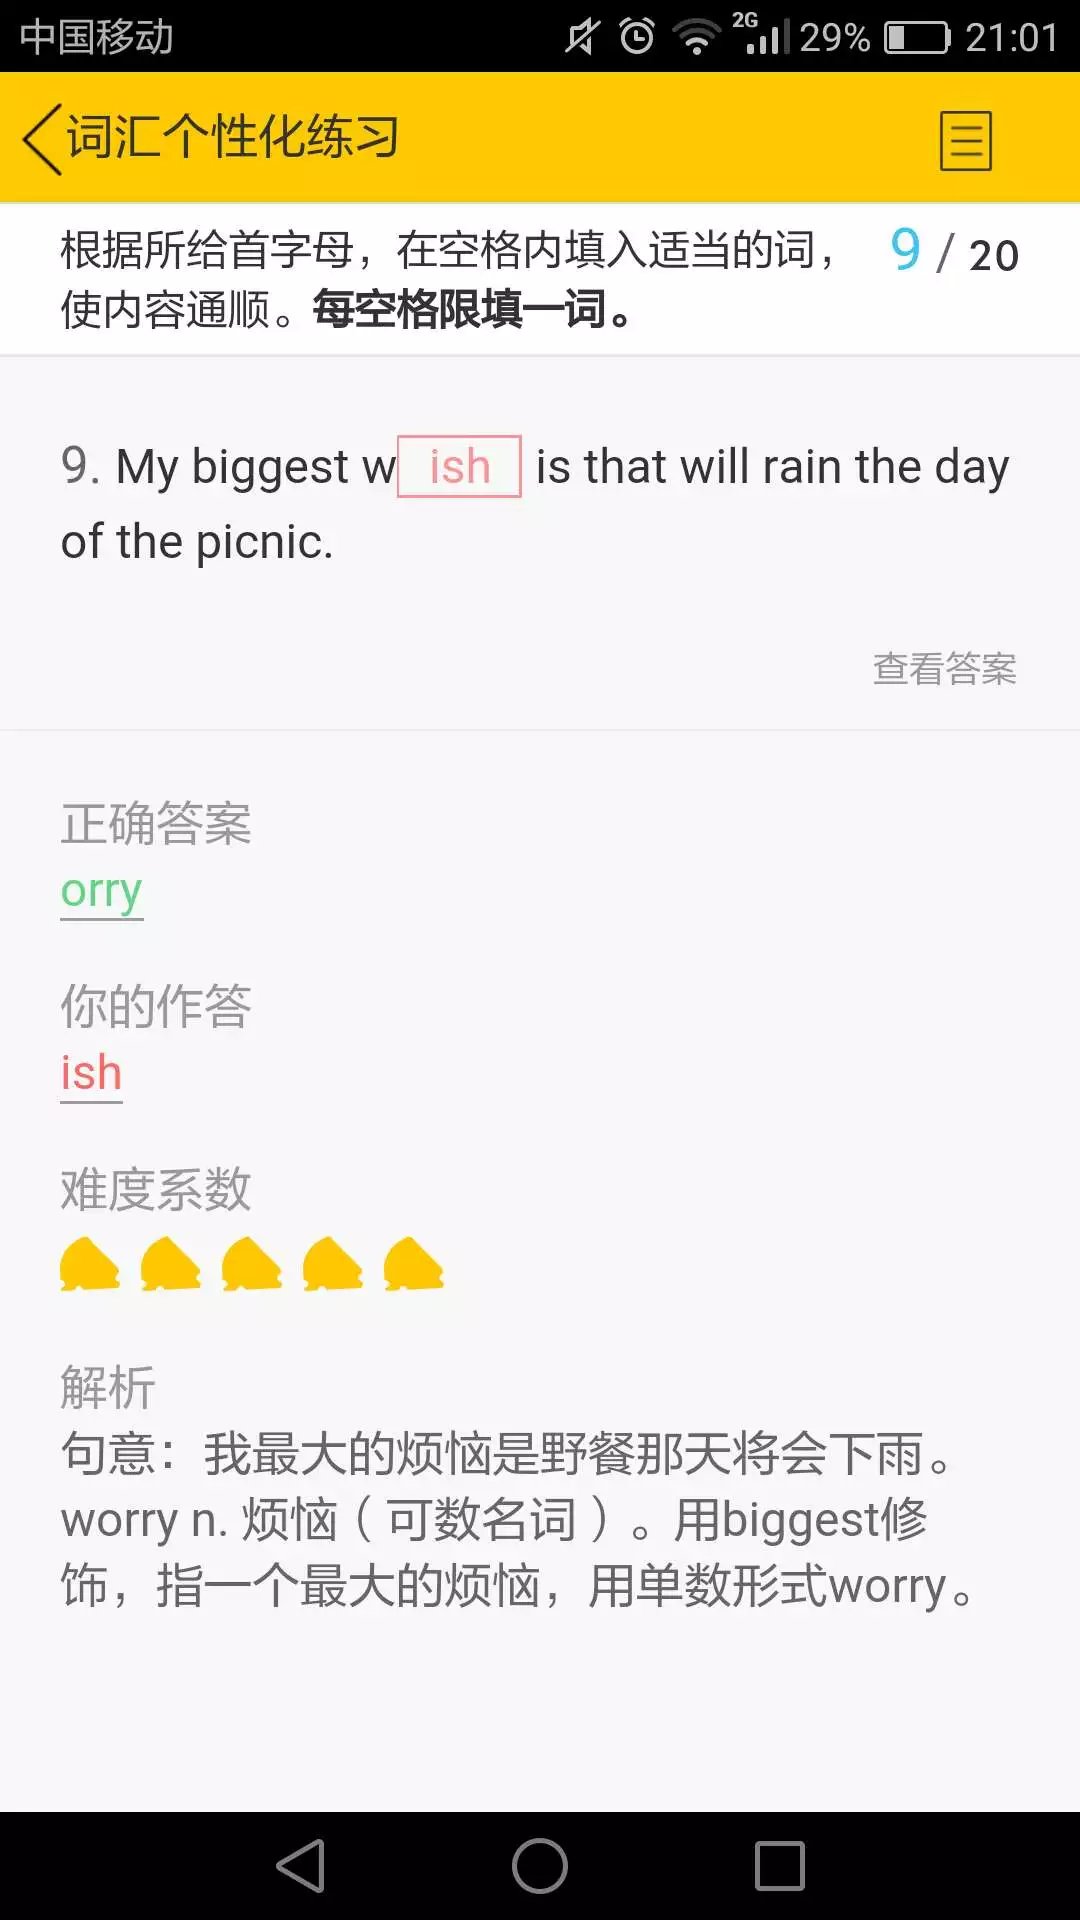 中国移动 2G 29% 21:01
词汇个性化练习
根据所给首字母，在空格内填入适当的词， 9 / 20
使内容通顺。每空格限填一词。
9. My biggest w ish is that will rain the day
of the picnic.
查看答案
正确答案
orry
你的作答
ish
难度系数
解析
句意：我最大的烦恼是野餐那天将会下雨。
worry n. 烦恼（可数名词）。用biggest修
饰，指一个最大的烦恼，用单数形式worry。